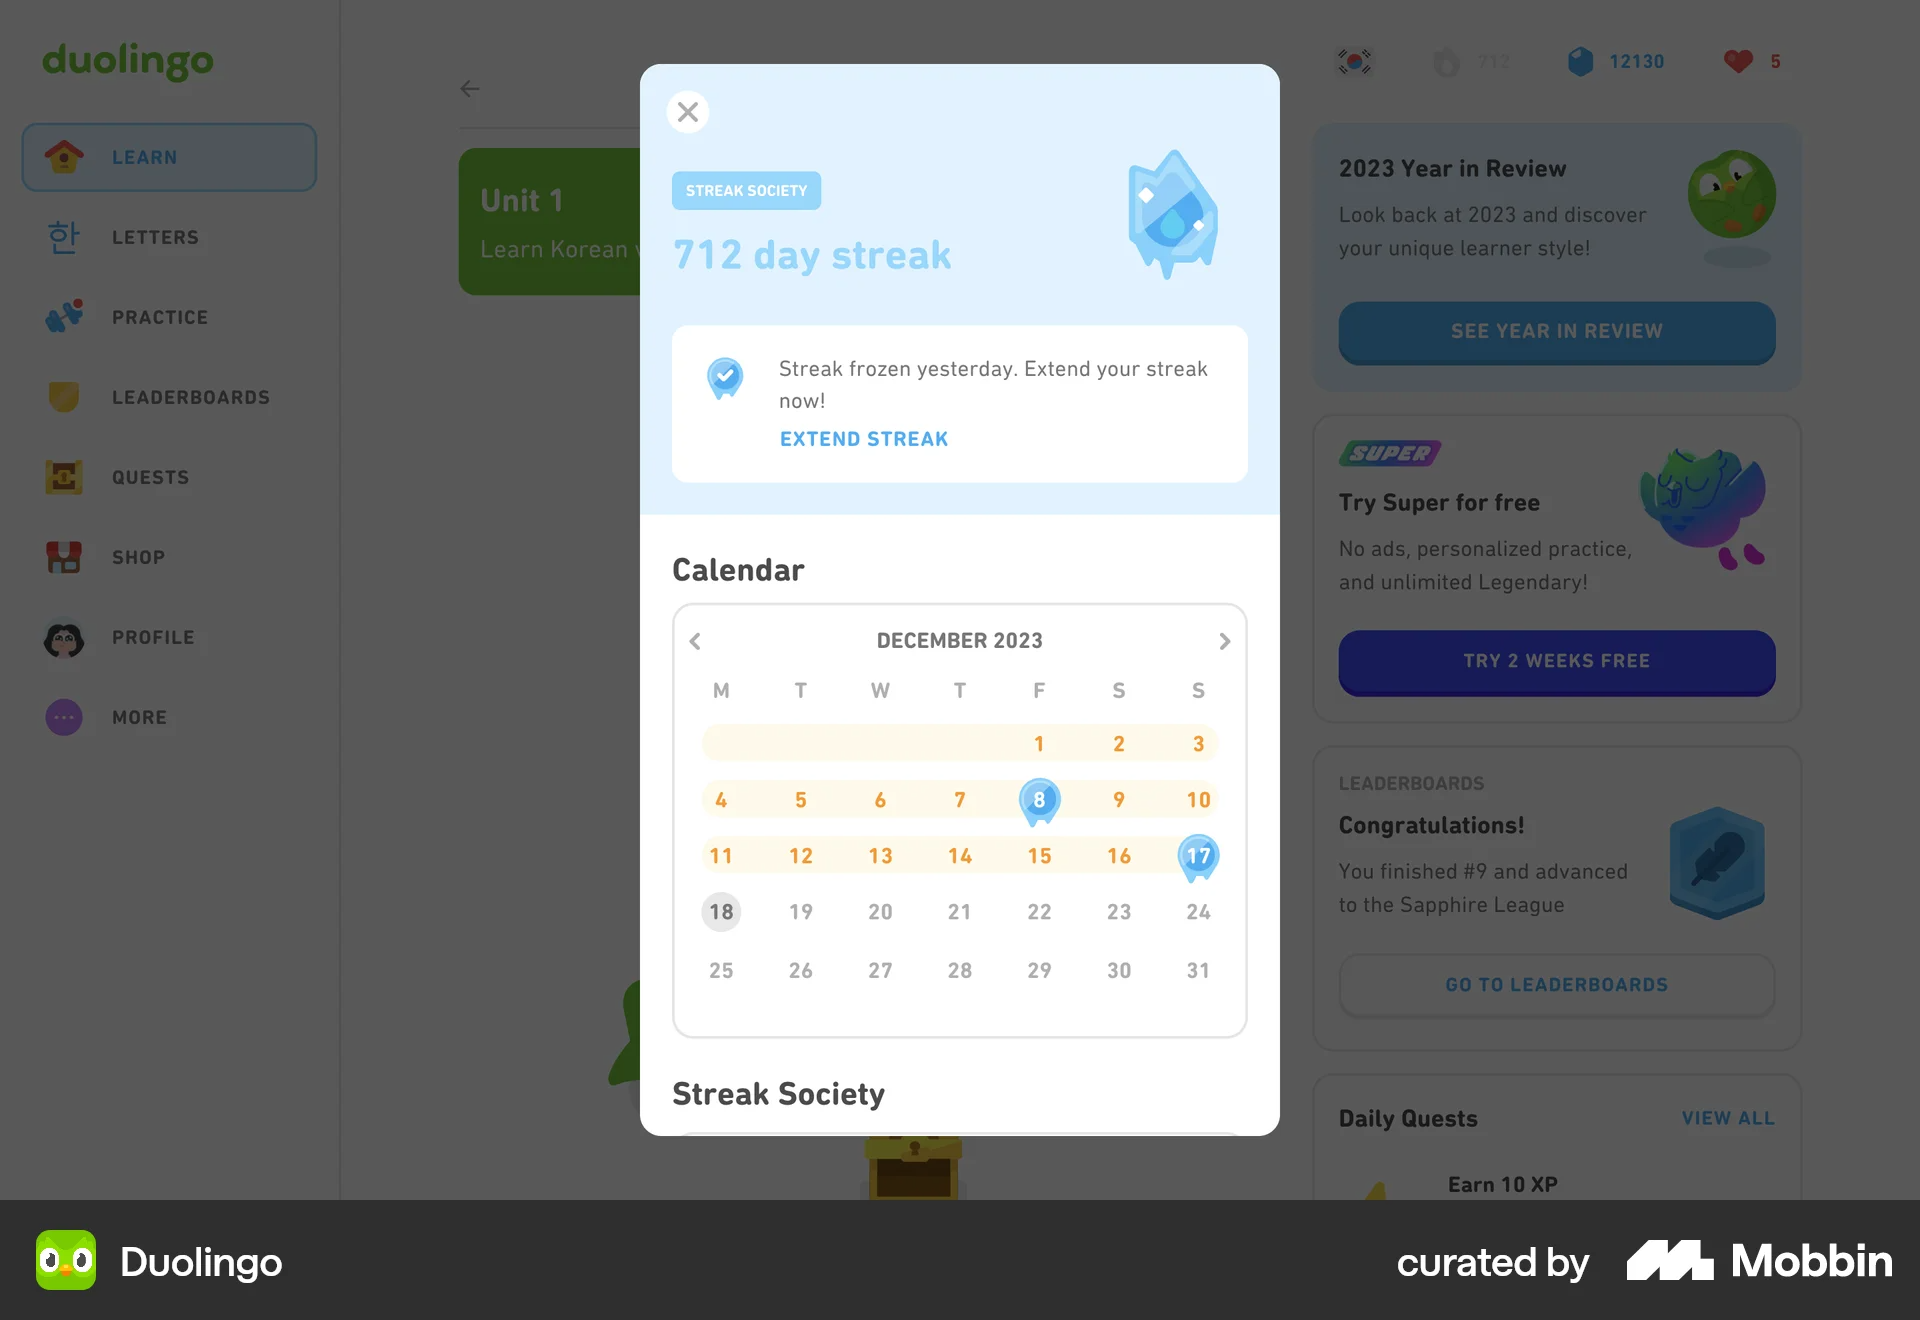 duolingo
LEARN
한
LETTERS
PRACTICE
LEADERBOARDS
QUESTS
SHOP
PROFILE
MORE
Unit 1
Learn Korean
STREAK SOCIETY
712 day streak
Streak frozen yesterday. Extend your streak
now!
EXTEND STREAK
Calendar
DECEMBER 2023
M T W T F S S
1 2 3
4 5 6 7 8 9 10
11 12 13 14 15 16 17
18 19 20 21 22 23 24
25 26 27 28 29 30 31
Streak Society
712 12130 5
2023 Year in Review
Look back at 2023 and discover
your unique learner style!
SEE YEAR IN REVIEW
SUPER
Try Super for free
No ads, personalized practice,
and unlimited Legendary!
TRY 2 WEEKS FREE
LEADERBOARDS
Congratulations!
You finished #9 and advanced
to the Sapphire League
GO TO LEADERBOARDS
Daily Quests VIEW ALL
Earn 10 XP
Duolingo
curated by Mobbin